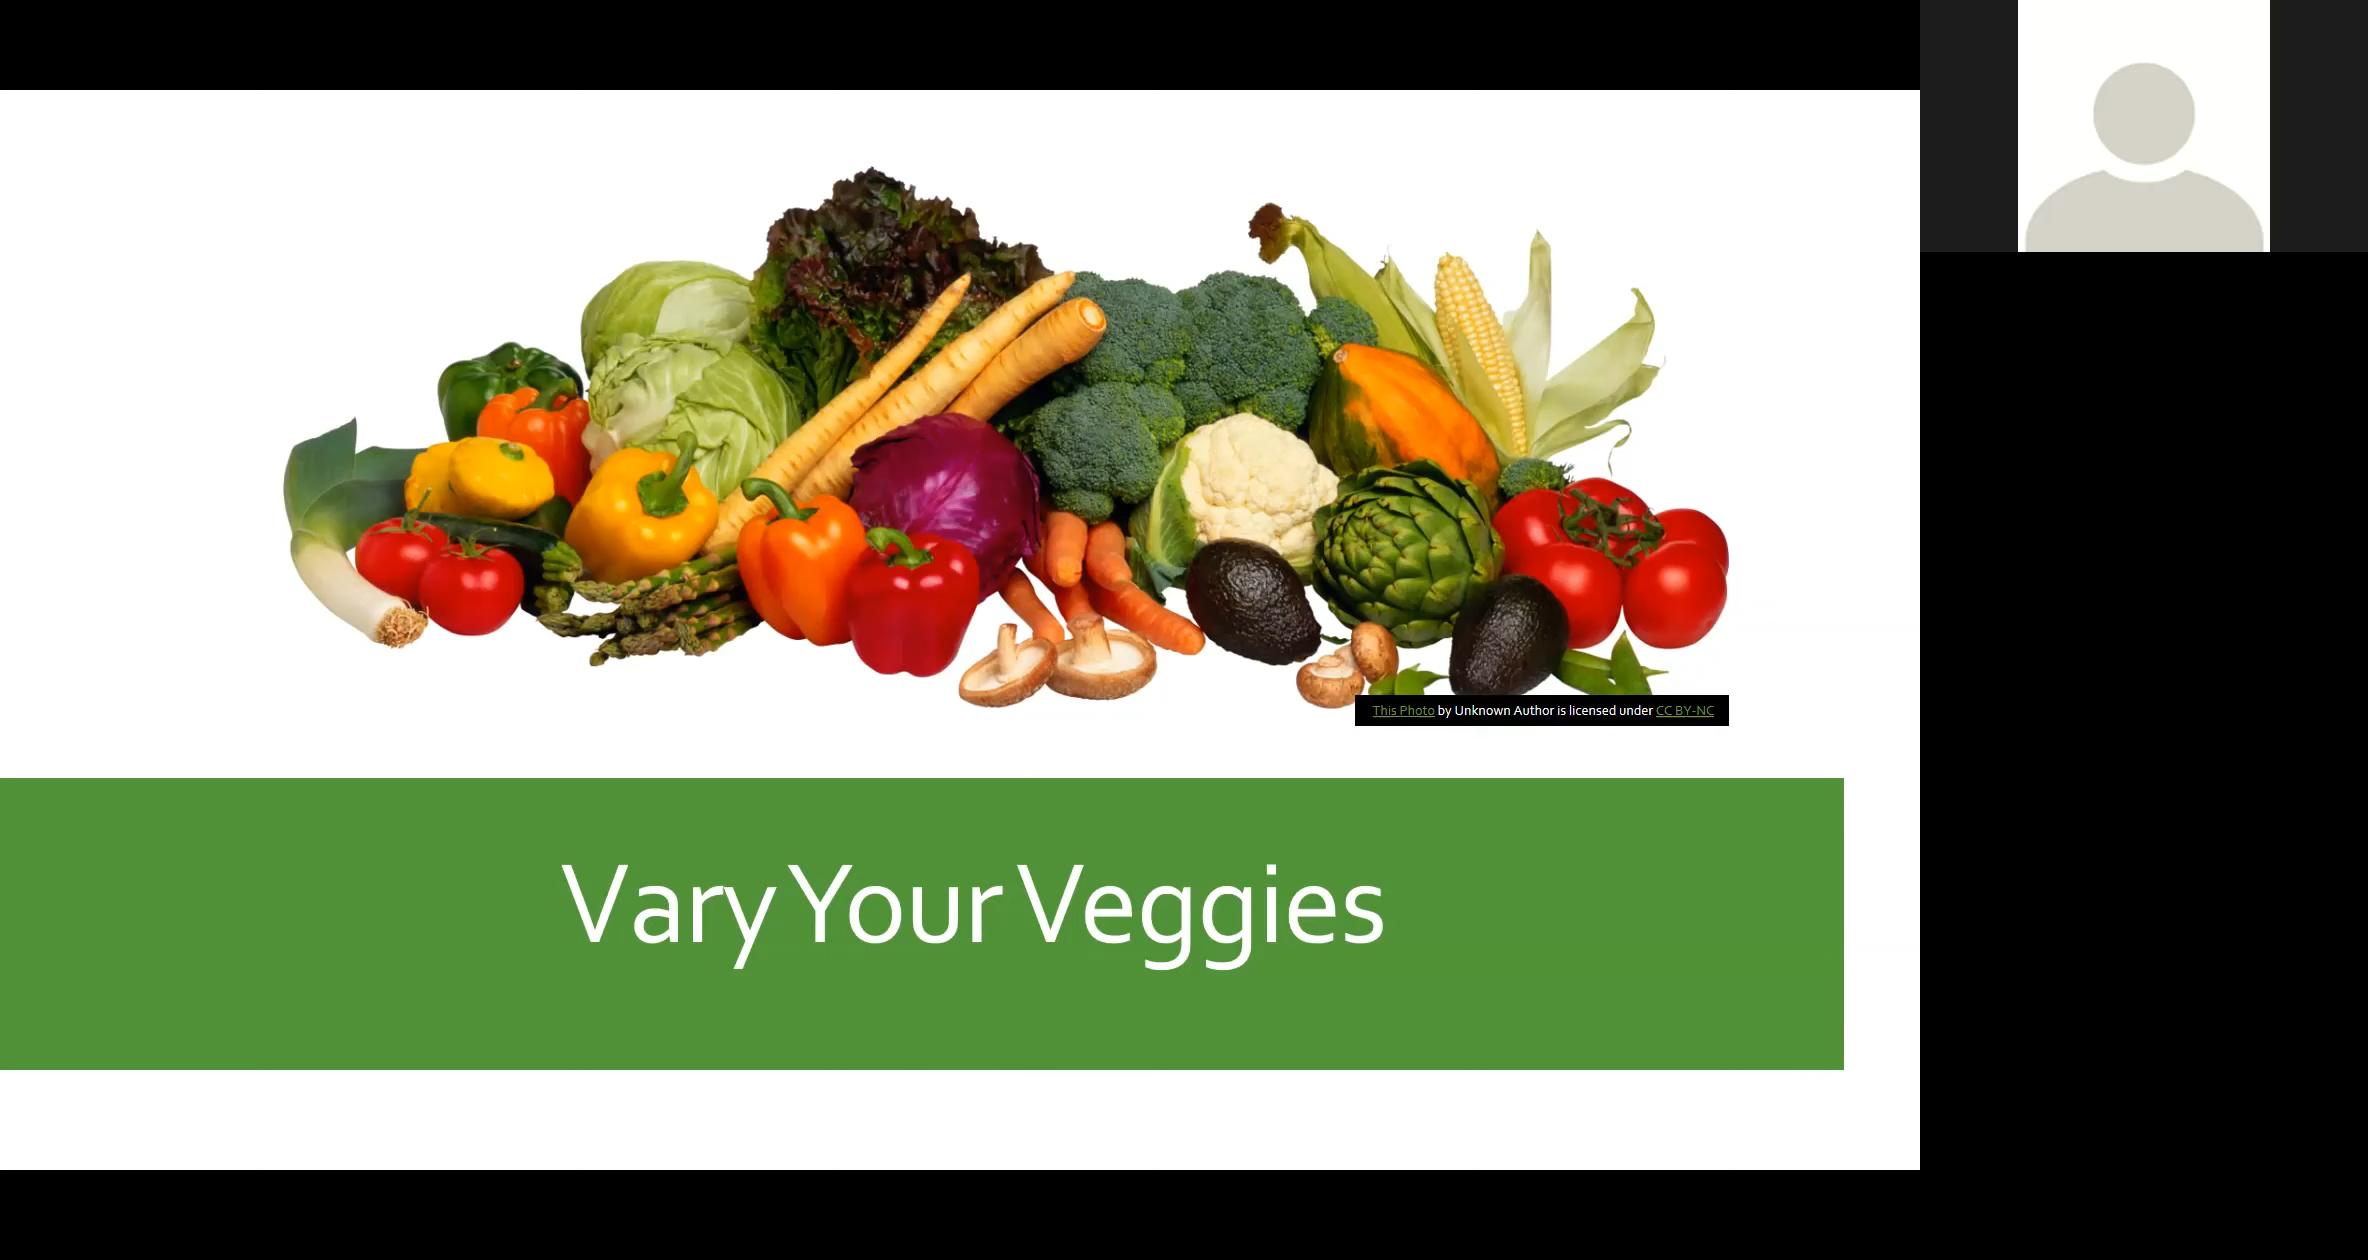 This Photo by Unknown Author is licensed under CC BY-NC
Vary Your Veggies